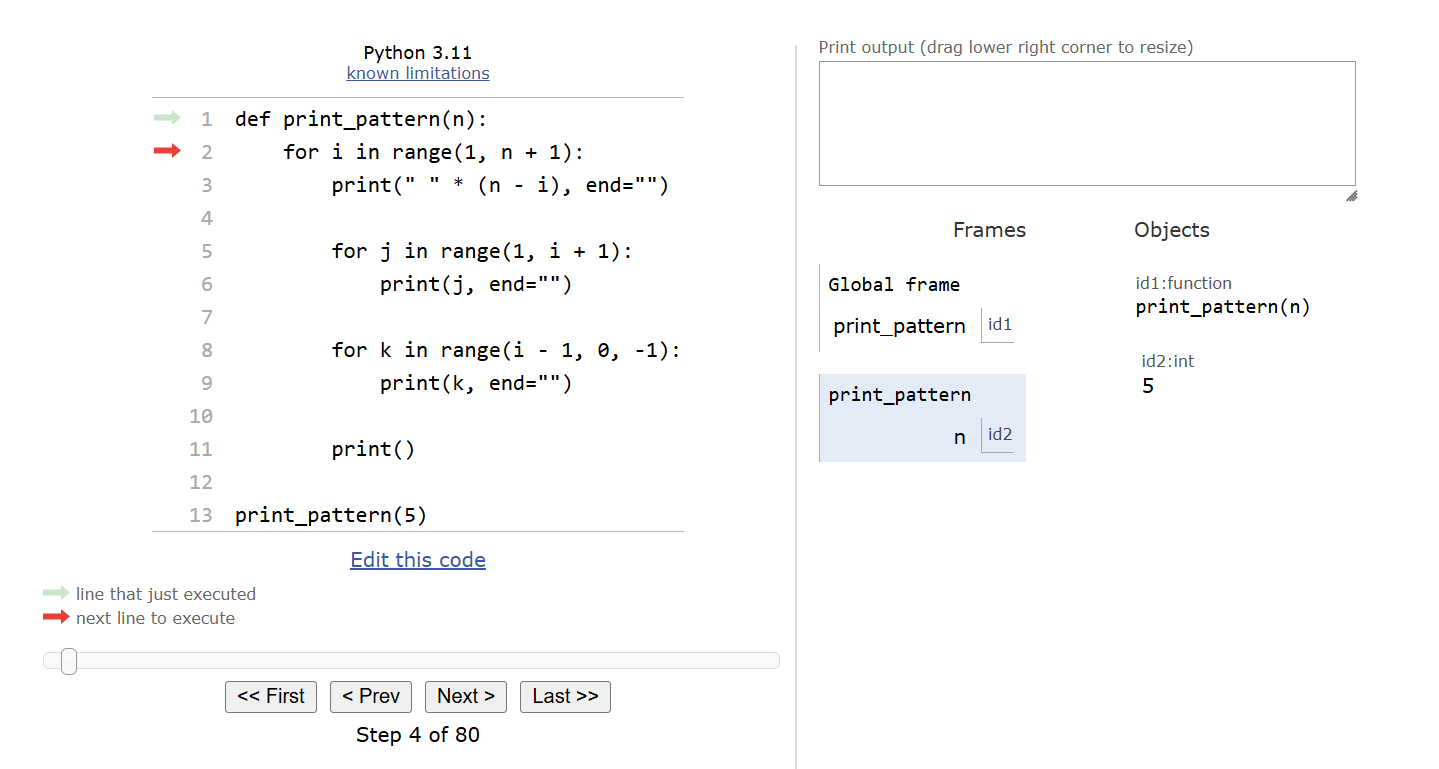 Python 3.11
known limitations
1 def print_pattern(n):
2     for i in range(1, n + 1):
3         print(" " * (n - i), end="")
4
5         for j in range(1, i + 1):
6             print(j, end="")
7
8         for k in range(i - 1, 0, -1):
9             print(k, end="")
10
11         print()
12
13 print_pattern(5)
Edit this code
line that just executed
next line to execute
<< First < Prev Next > Last >>
Step 4 of 80
Print output (drag lower right corner to resize)
Frames Objects
Global frame
print_pattern id1
id1:function
print_pattern(n)
print_pattern
n id2
id2:int
5